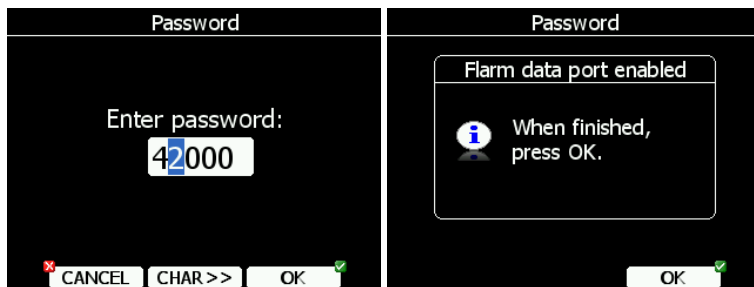 Password
Enter password:
42000
CANCEL CHAR>> OK
Password
Flarm data port enabled
When finished,
press OK.
OK